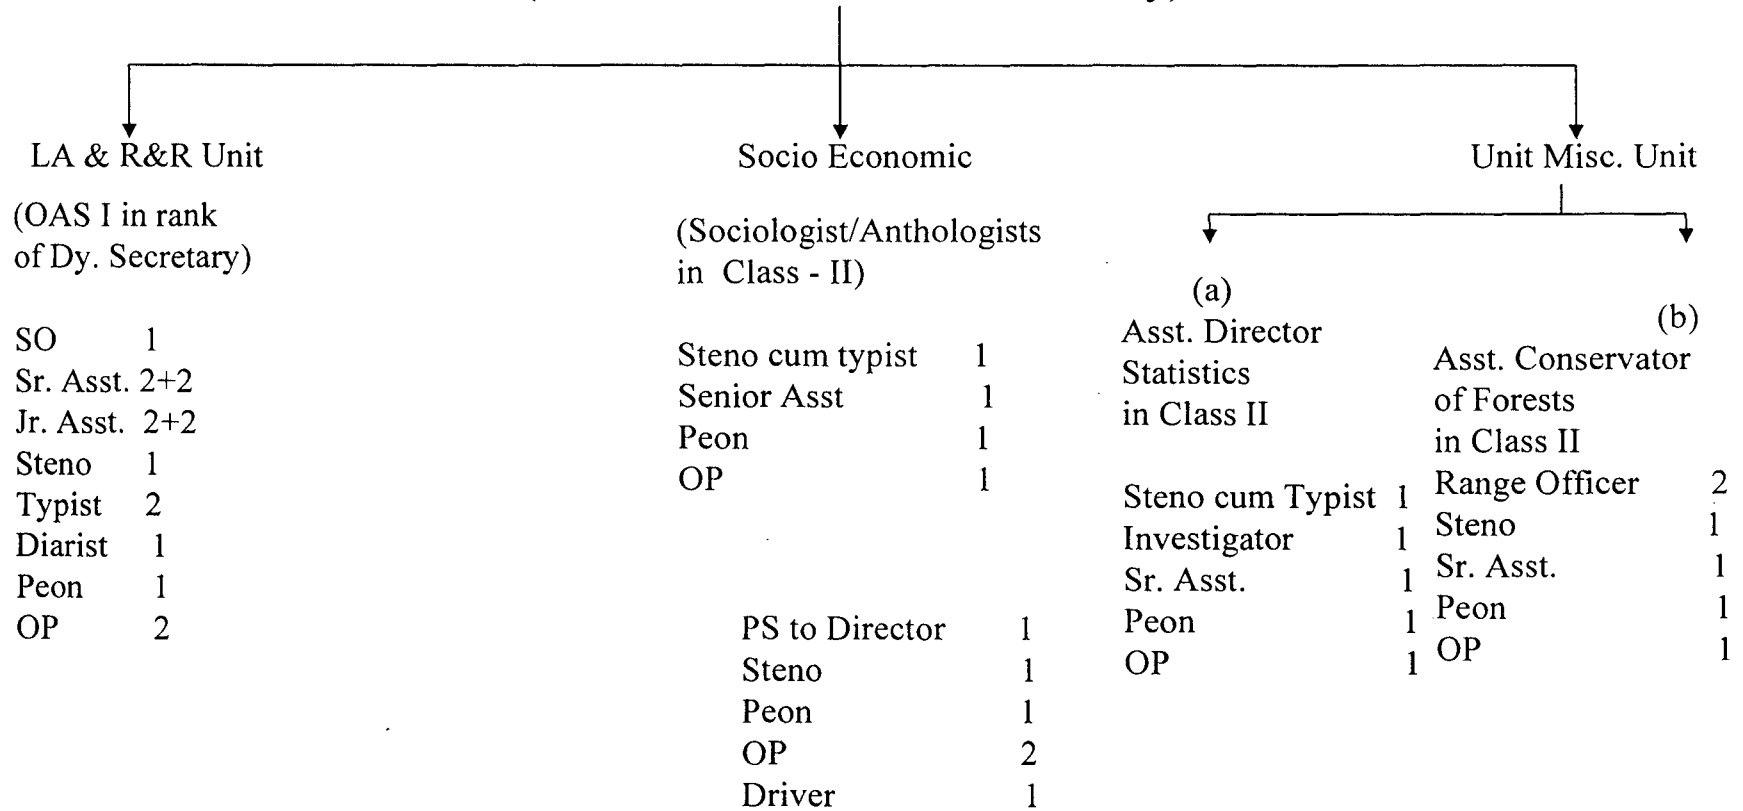 LA & R&R Unit
(OAS I in rank
of Dy. Secretary)
SO 1
Sr. Asst. 2+2
Jr. Asst. 2+2
Steno 1
Typist 2
Diarist 1
Peon 1
OP 2
Socio Economic
(Sociologist/Anthologists
in Class - II)
Steno cum typist 1
Senior Asst 1
Peon 1
OP 1
PS to Director 1
Steno 1
Peon 1
OP 2
Driver 1
Unit Misc. Unit
(a)
Asst. Director
Statistics
in Class II
Steno cum Typist 1
Investigator 1
Sr. Asst. 1
Peon 1
OP 1
(b)
Asst. Conservator
of Forests
in Class II
Range Officer 2
Steno 1
Sr. Asst. 1
Peon 1
OP 1